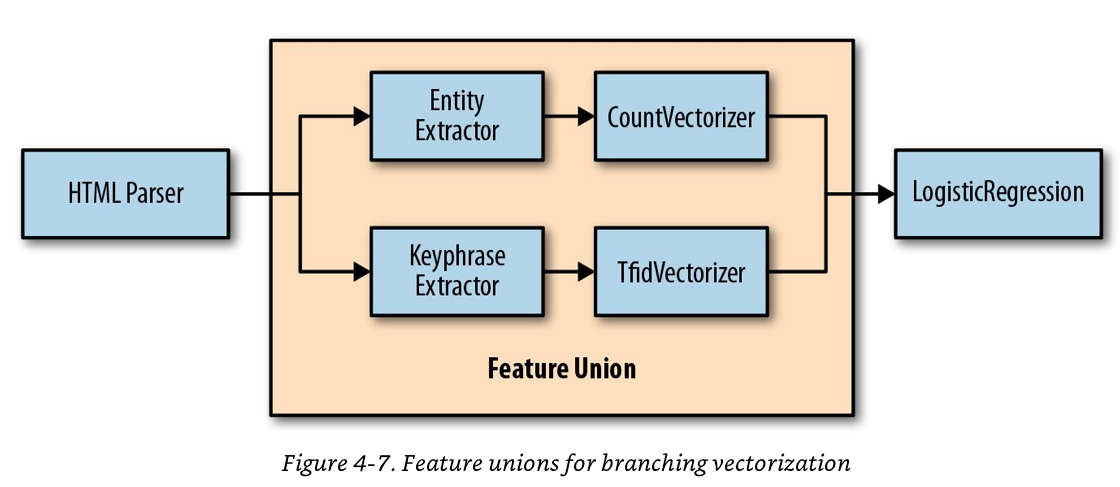 HTML Parser
Entity
Extractor
CountVectorizer
Keyphrase
Extractor
TfidVectorizer
LogisticRegression
Feature Union
Figure 4-7. Feature unions for branching vectorization